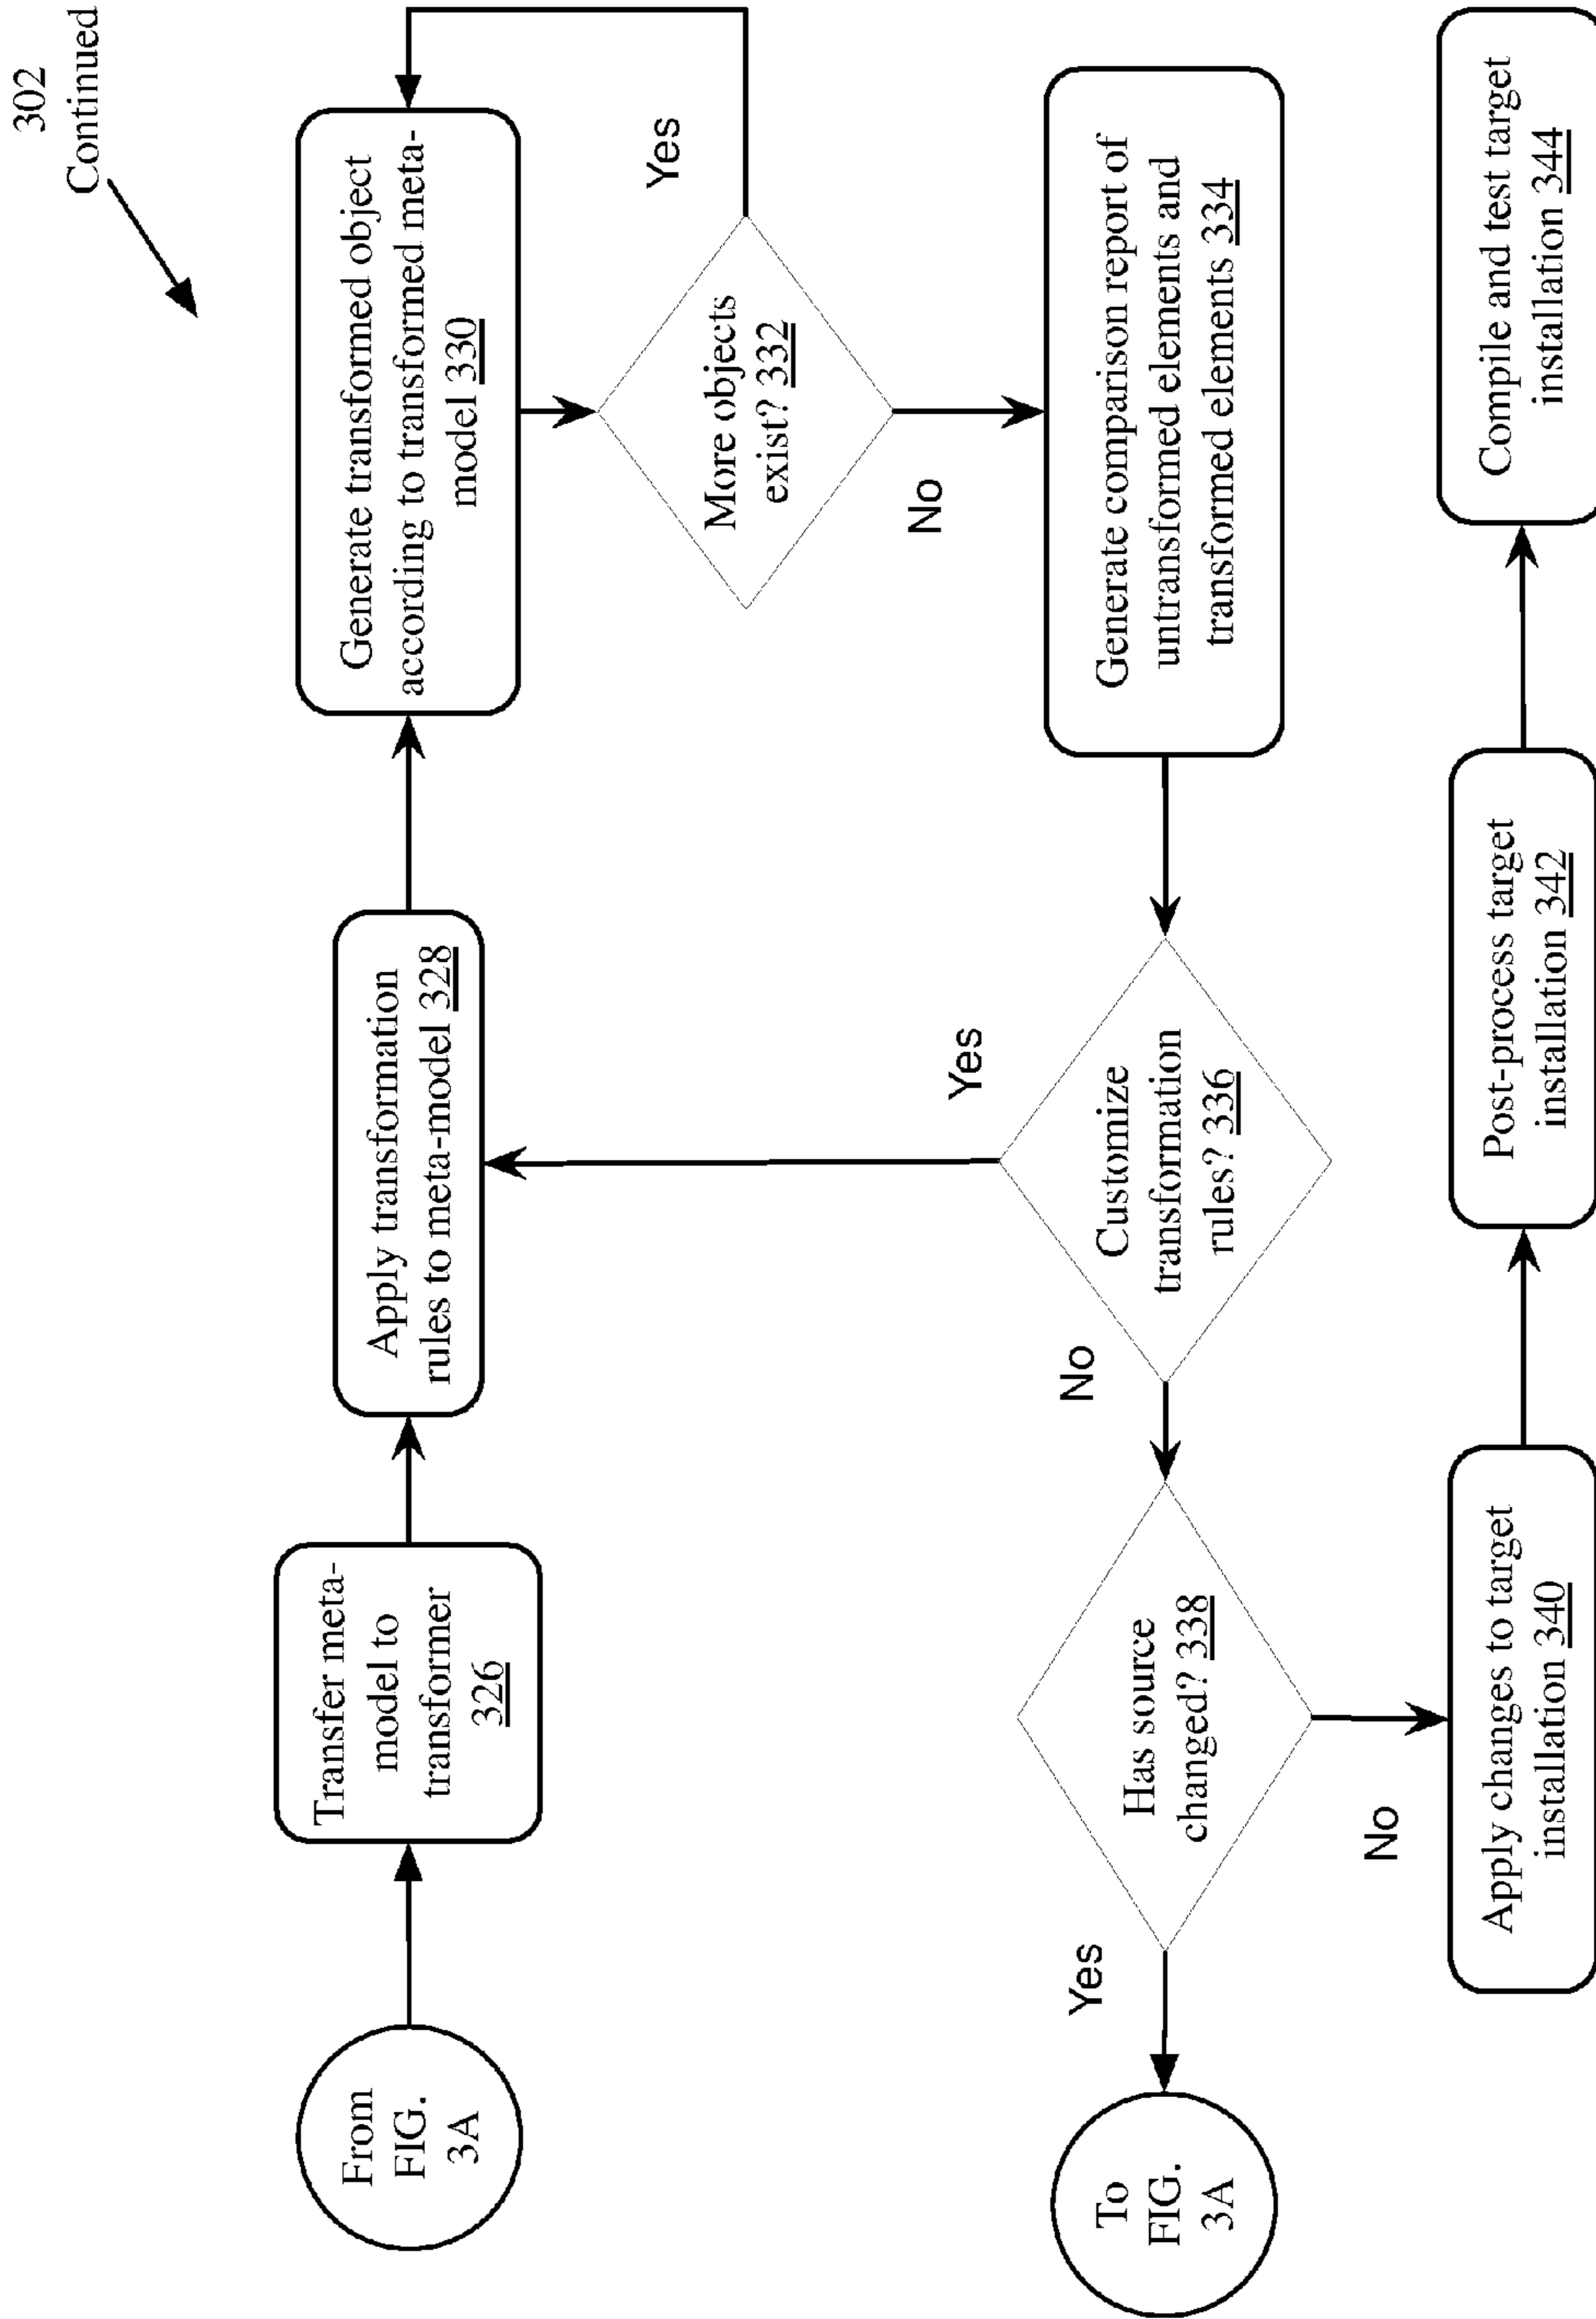 302
Continued
From
FIG.
3A
Transfer meta-
model to
transformer
326
Apply transformation
rules to meta-model 328
Generate transformed object
according to transformed meta-
model 330
More objects
exist? 332
Yes
No
Generate comparison report of
untransformed elements and
transformed elements 334
Customize
transformation
rules? 336
Yes
No
Has source
changed? 338
Yes
No
To
FIG.
3A
Apply changes to target
installation 340
Post-process target
installation 342
Compile and test target
installation 344